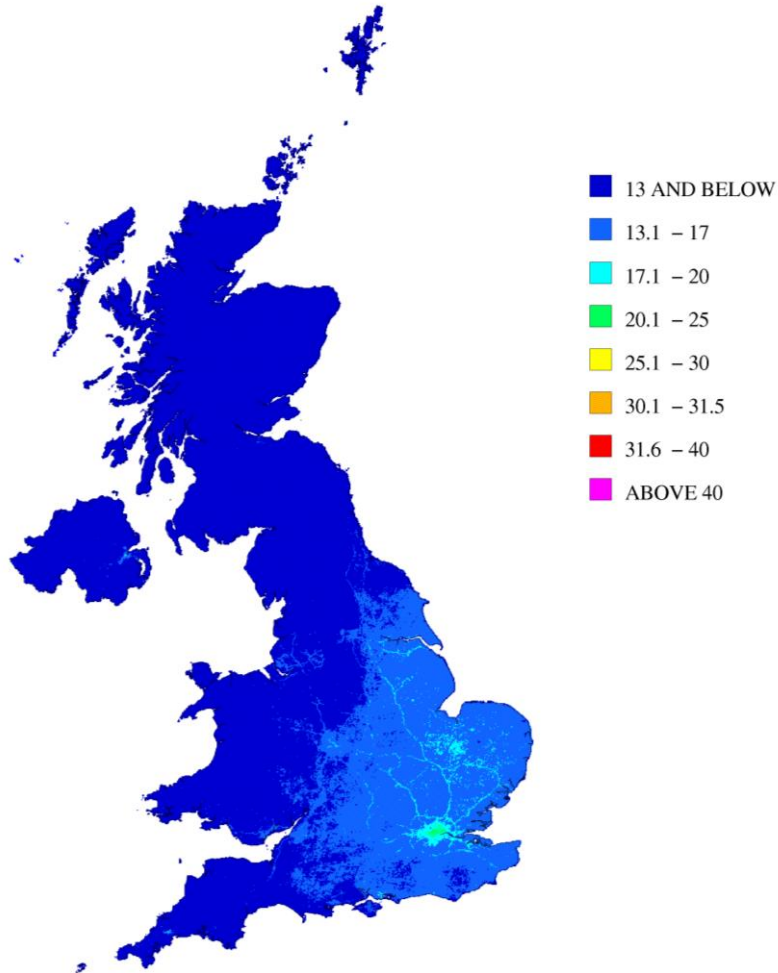 13 AND BELOW
13.1 – 17
17.1 – 20
20.1 – 25
25.1 – 30
30.1 – 31.5
31.6 – 40
ABOVE 40